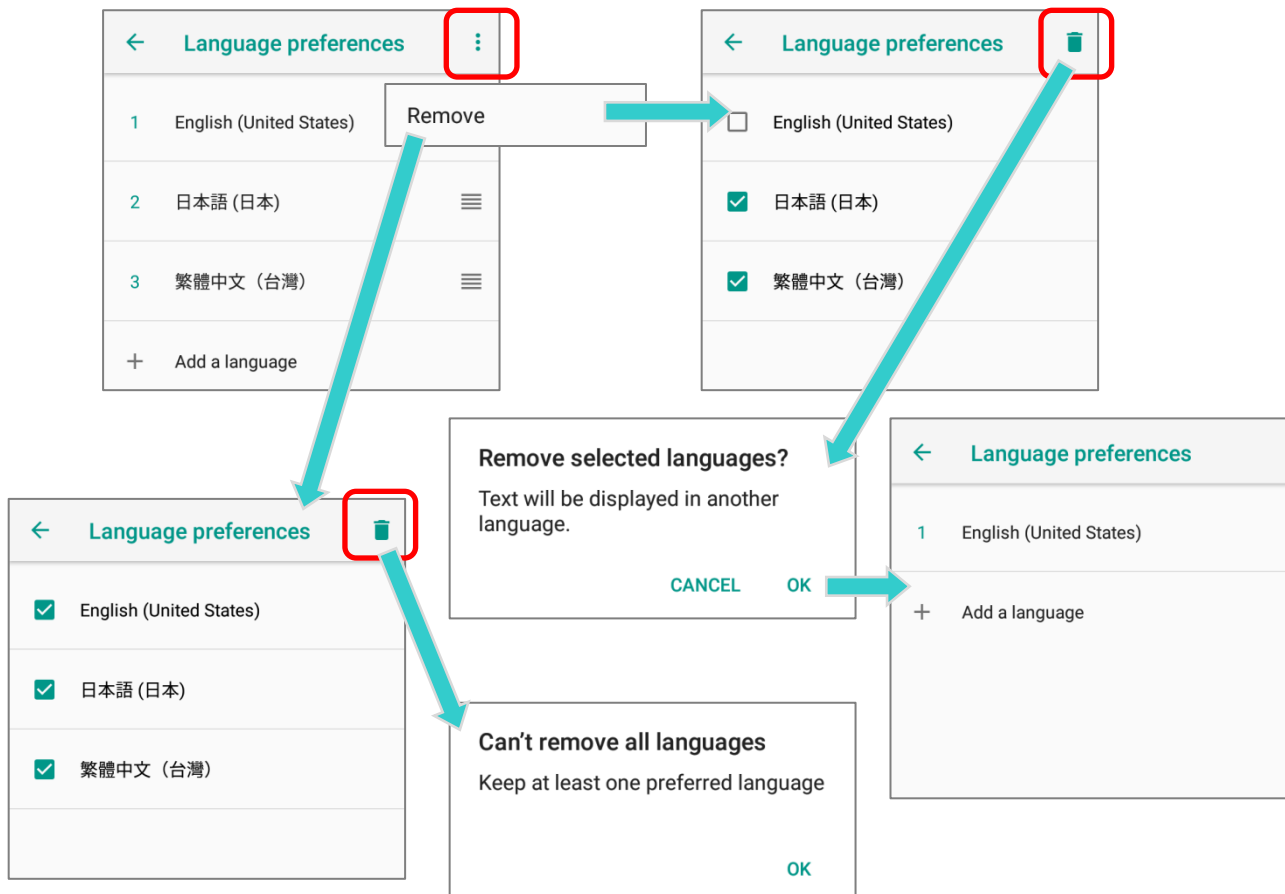 Language preferences
Remove
1 English (United States)
2 日本語 (日本)
3 繁體中文（台灣）
+ Add a language
Language preferences
English (United States)
日本語 (日本)
繁體中文（台灣）
Language preferences
English (United States)
日本語 (日本)
繁體中文（台灣）
Remove selected languages?
Text will be displayed in another
language.
CANCEL OK
Language preferences
1 English (United States)
+ Add a language
Can’t remove all languages
Keep at least one preferred language
OK